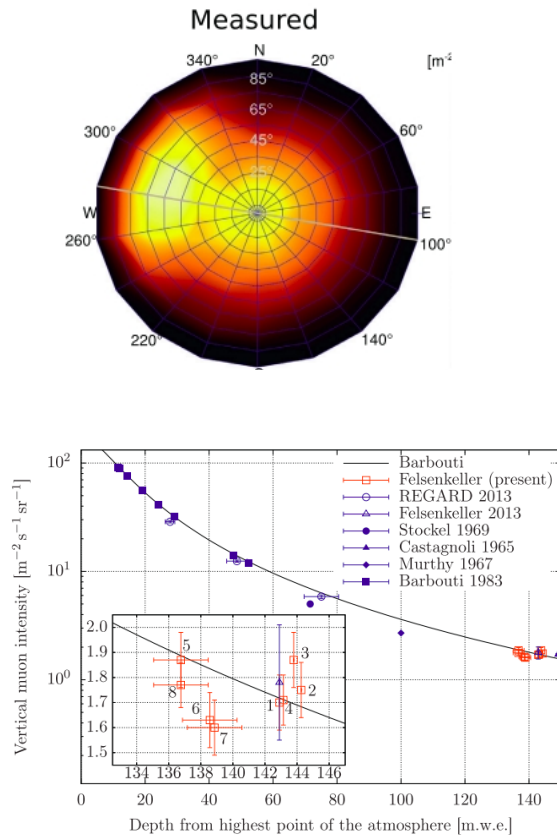 Measured
N
340° 20°
[m⁻²
85°
65°
300° 60°
45°
25°
W E
260° 100°
220° 140°
10²
10¹
10⁰
Vertical muon intensity [m⁻² s⁻¹ sr⁻¹]
Barbouti
Felsenkeller (present)
REGARD 2013
Felsenkeller 2013
Stockel 1969
Castagnoli 1965
Murthy 1967
Barbouti 1983
2.0
1.9
1.8
1.7
1.6
1.5
5
3
8
2
1 4
6
7
134 136 138 140 142 144 146
0 20 40 60 80 100 120 140
Depth from highest point of the atmosphere [m.w.e.]